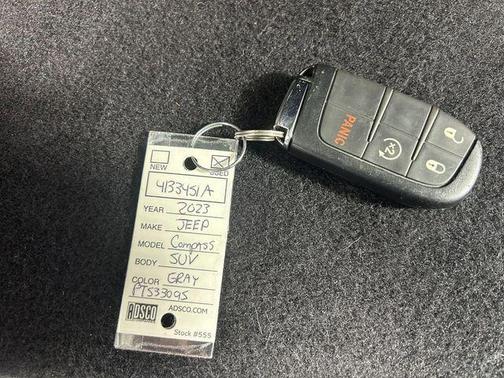 NEW USED
4133451A
YEAR 2023
MAKE JEEP
MODEL Compass
BODY SUV
COLOR GRAY
PT533095
ADSCO ADSCO.COM
Stock #555
PANIC
x2